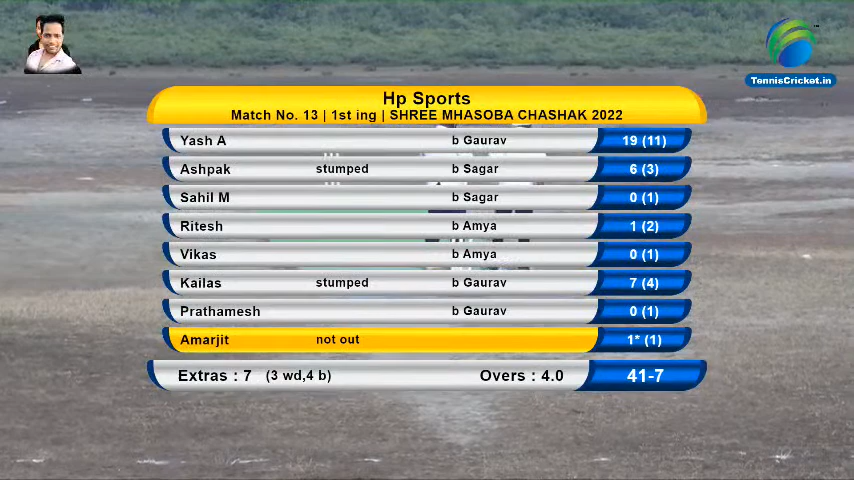 TennisCricket.in
Hp Sports
Match No. 13 | 1st ing | SHREE MHASOBA CHASHAK 2022
Yash A b Gaurav 19 (11)
Ashpak stumped b Sagar 6 (3)
Sahil M b Sagar 0 (1)
Ritesh b Amya 1 (2)
Vikas b Amya 0 (1)
Kailas stumped b Gaurav 7 (4)
Prathamesh b Gaurav 0 (1)
Amarjit not out 1* (1)
Extras : 7 (3 wd,4 b) Overs : 4.0 41-7